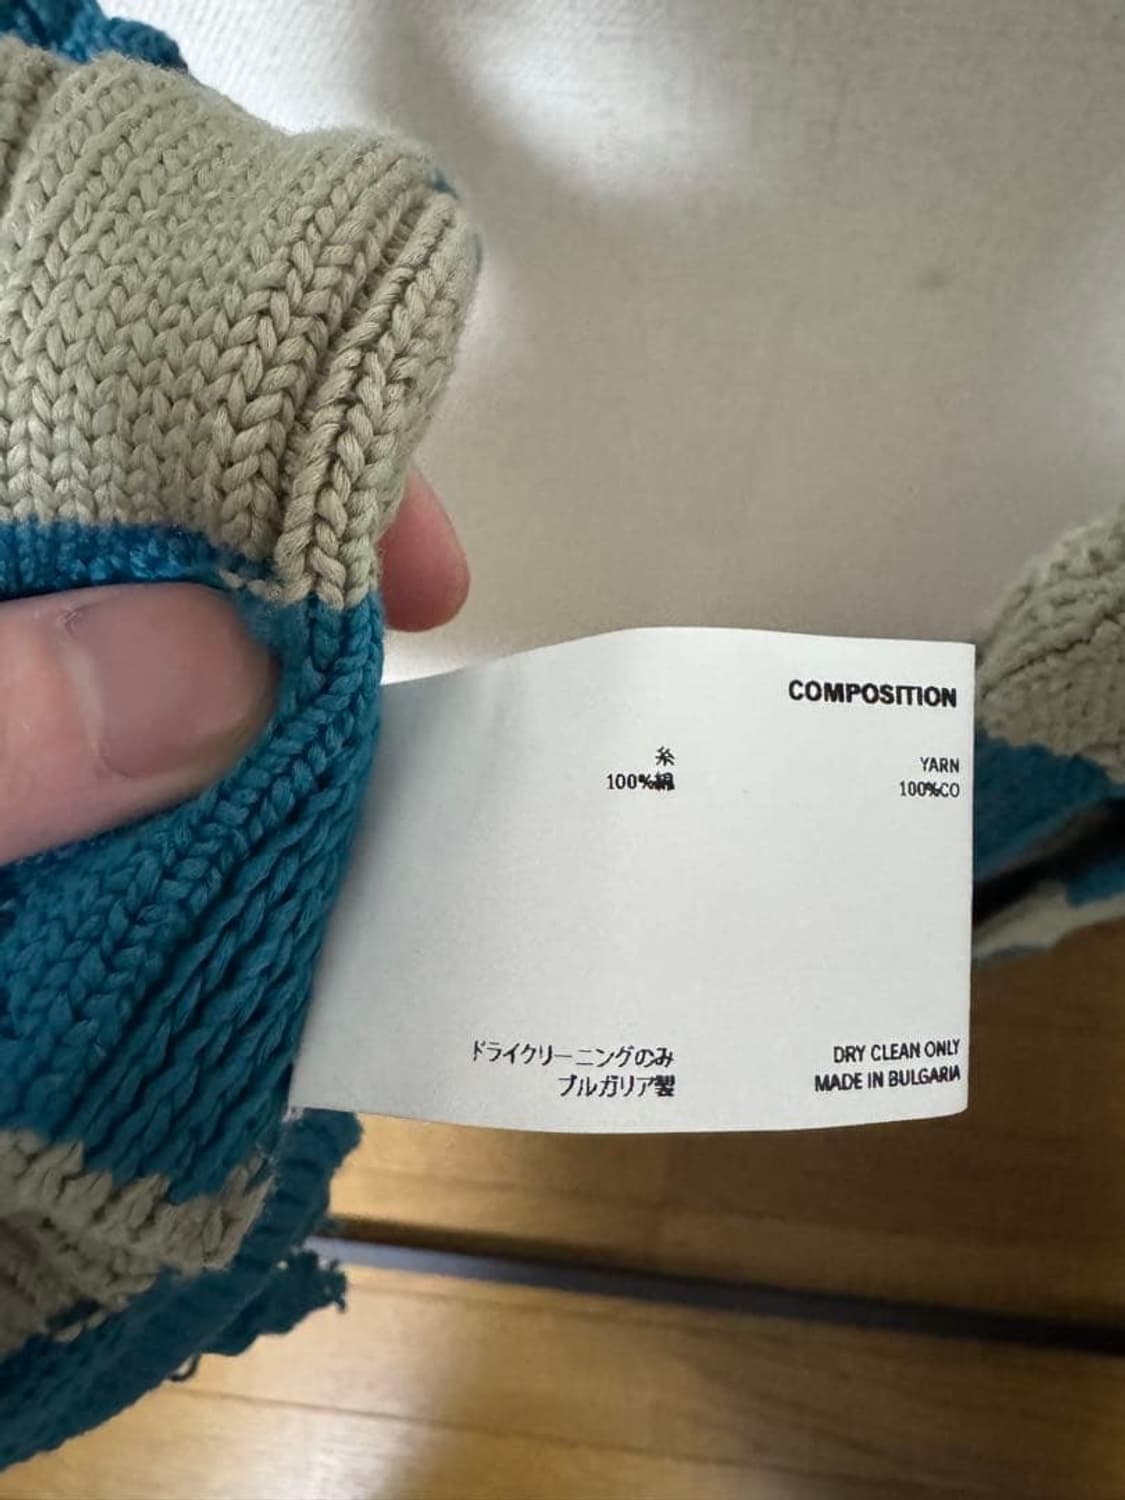 COMPOSITION
糸
100%綿
YARN
100%CO
ドライクリーニングのみ
ブルガリア製
DRY CLEAN ONLY
MADE IN BULGARIA